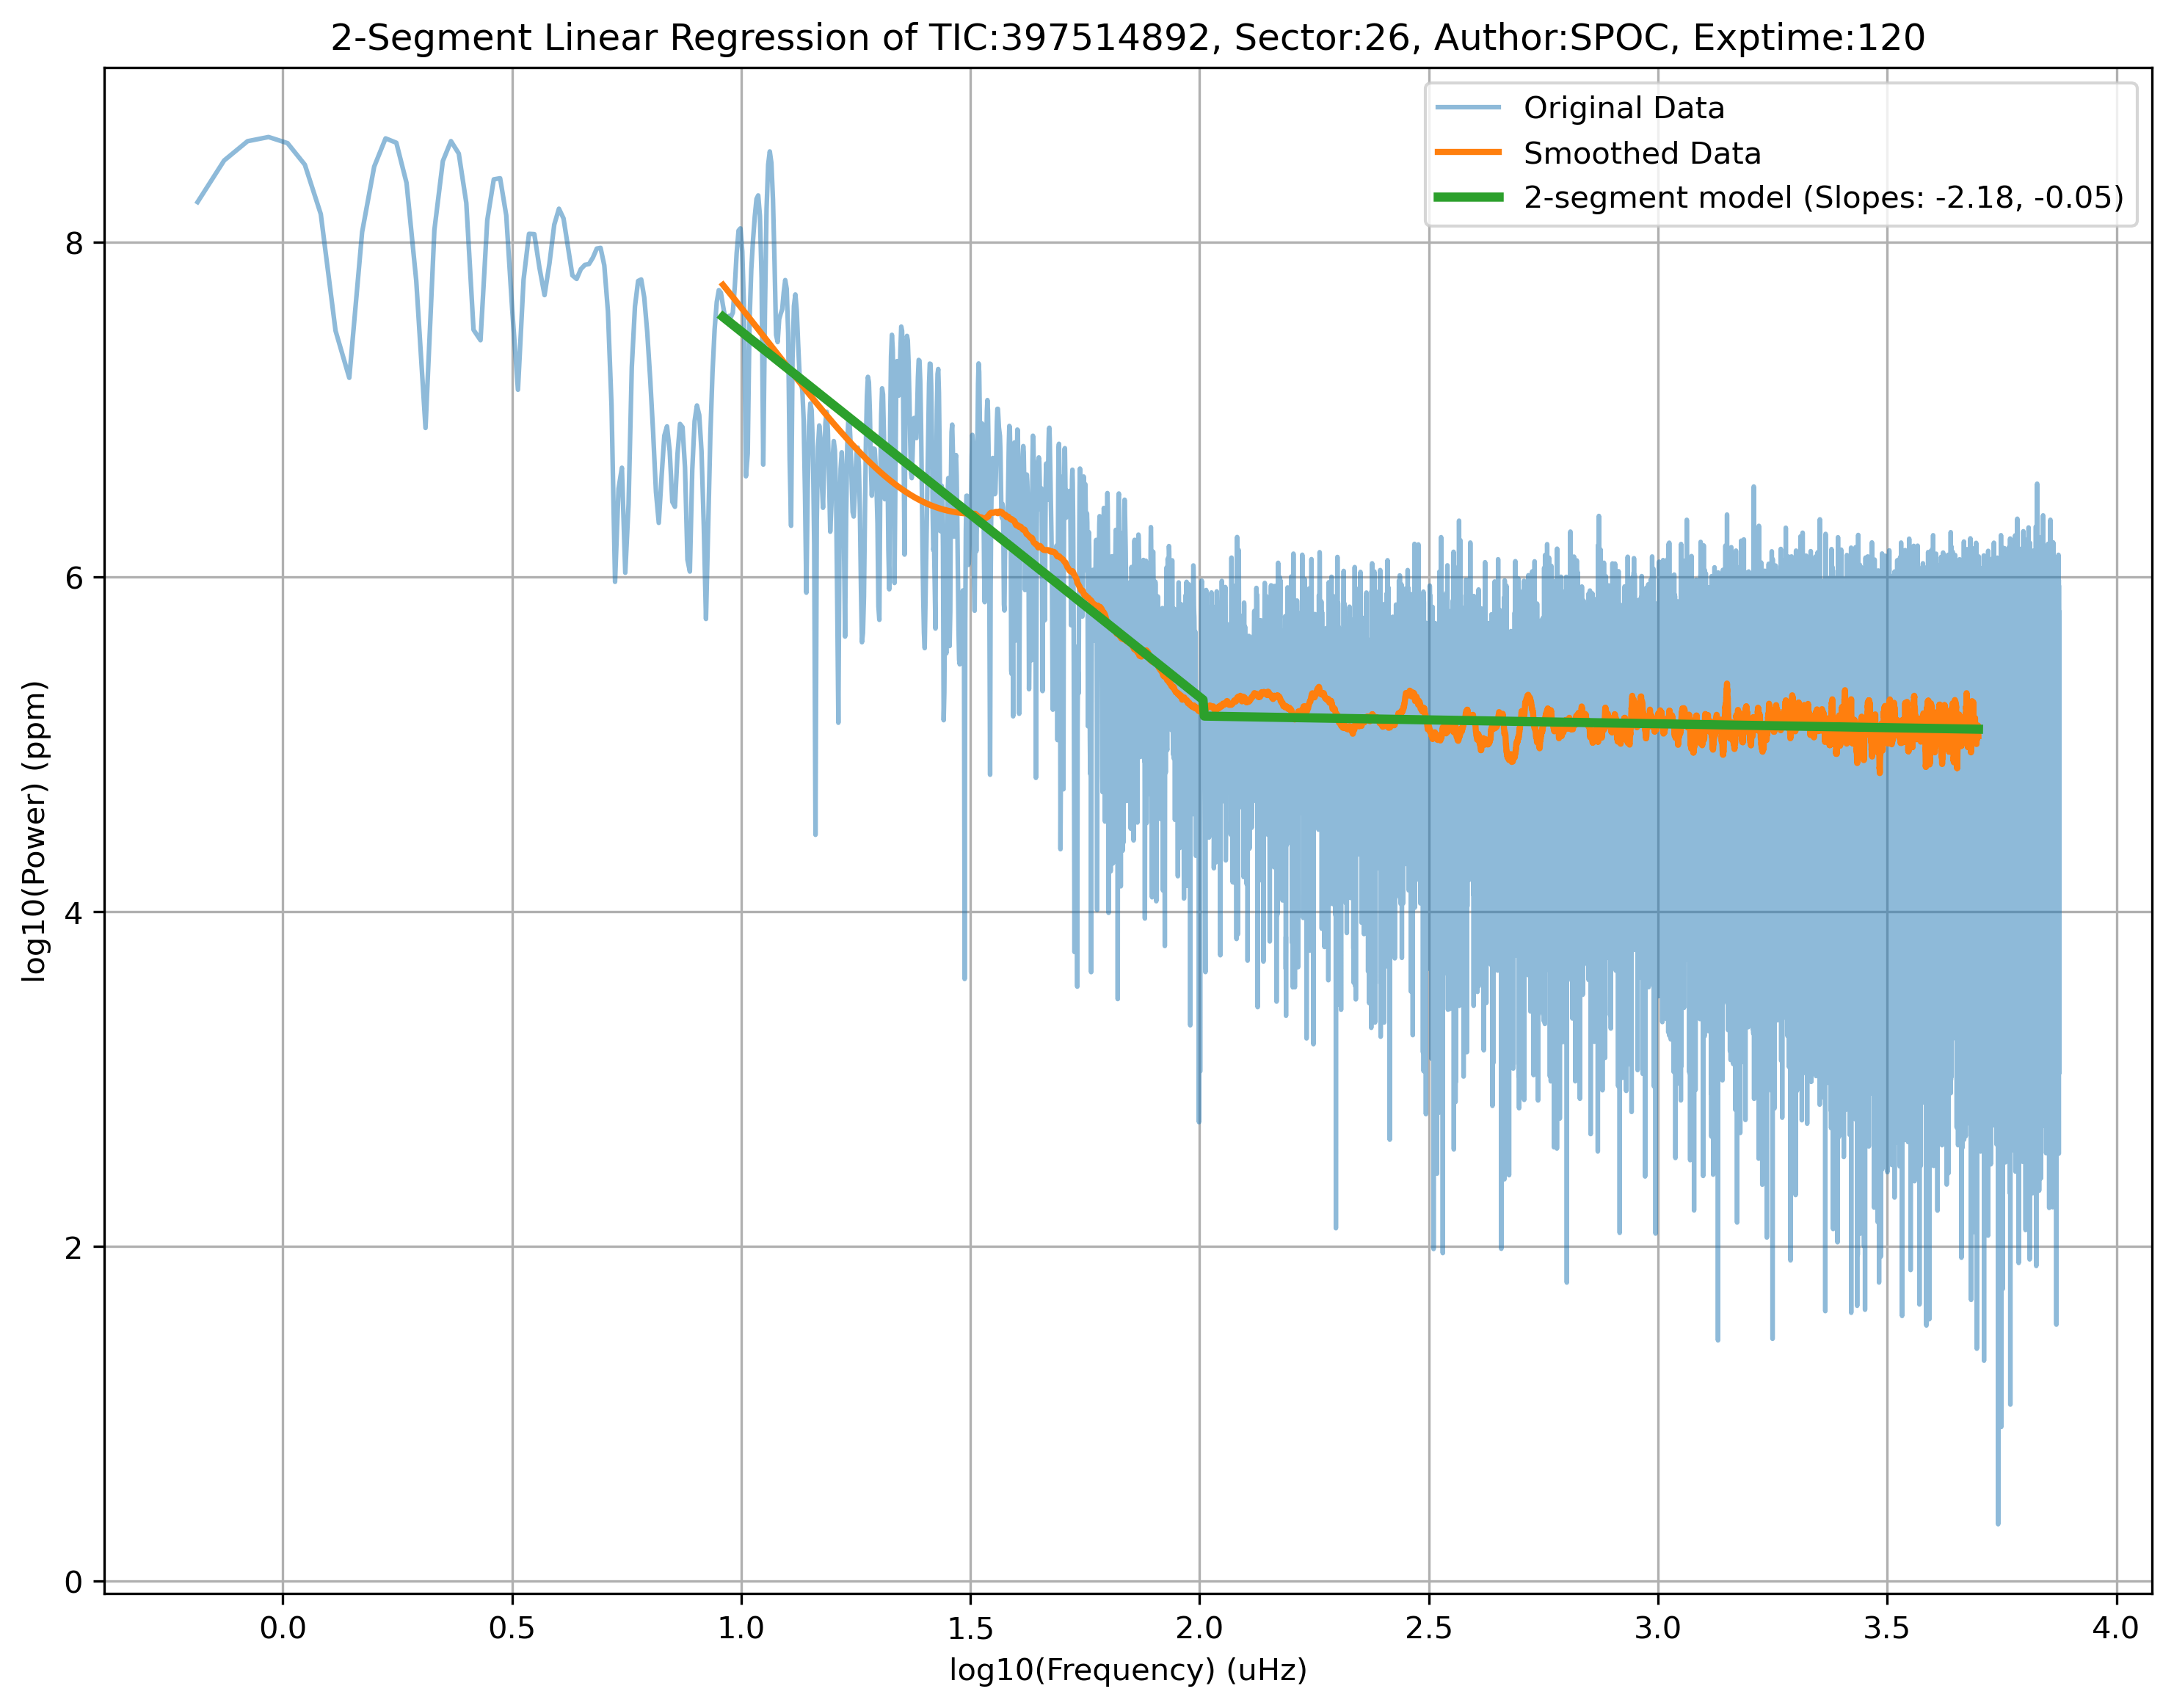 2-Segment Linear Regression of TIC:397514892, Sector:26, Author:SPOC, Exptime:120
Original Data
Smoothed Data
2-segment model (Slopes: -2.18, -0.05)
log10(Power) (ppm)
8
6
4
2
0
0.0 0.5 1.0 1.5 2.0 2.5 3.0 3.5 4.0
log10(Frequency) (uHz)